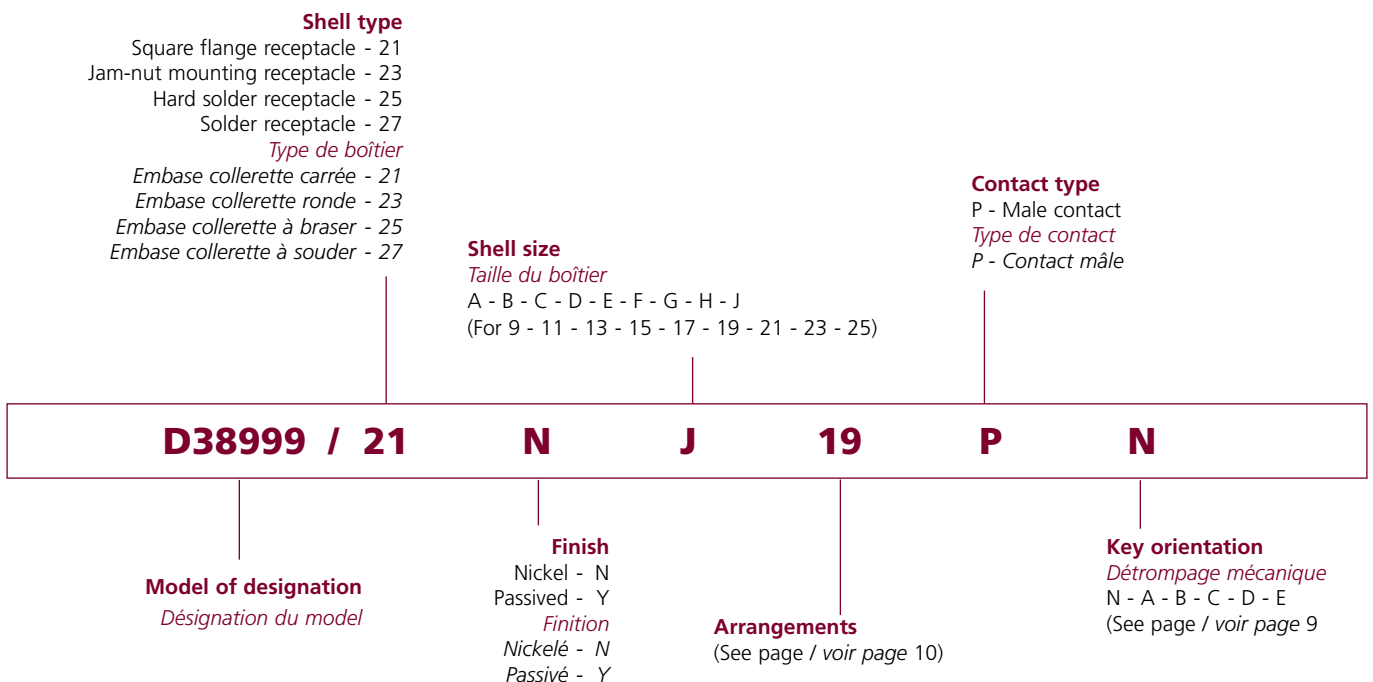 Shell type
Square flange receptacle - 21
Jam-nut mounting receptacle - 23
Hard solder receptacle - 25
Solder receptacle - 27
Type de boîtier
Embase collerette carrée - 21
Embase collerette ronde - 23
Embase collerette à braser - 25
Embase collerette à souder - 27
Shell size
Taille du boîtier
A - B - C - D - E - F - G - H - J
(For 9 - 11 - 13 - 15 - 17 - 19 - 21 - 23 - 25)
Contact type
P - Male contact
Type de contact
P - Contact mâle
D38999 / 21 N J 19 P N
Model of designation
Désignation du model
Finish
Nickel - N
Passived - Y
Finition
Nickelé - N
Passivé - Y
Arrangements
(See page / voir page 10)
Key orientation
Détrompage mécanique
N - A - B - C - D - E
(See page / voir page 9